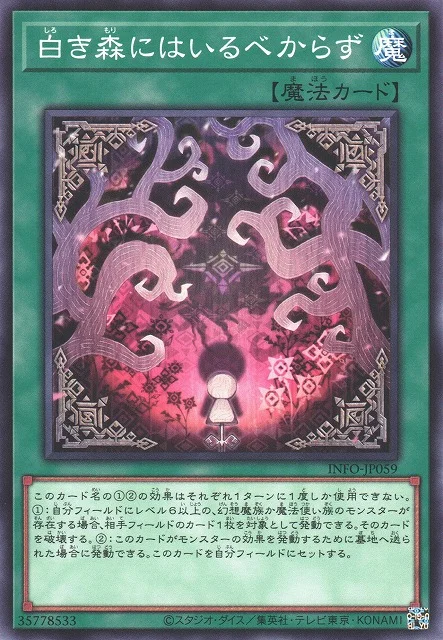 白き森にはいるべからず 魔
【魔法カード】
INFO-JP059
このカード名の①②の効果はそれぞれ1ターンに1度しか使用できない。
①：自分フィールドにレベル６以上の、幻想魔族か魔法使い族のモンスターが
存在する場合、相手フィールドのカード１枚を対象として発動できる。そのカード
を破壊する。②：このカードがモンスターの効果を発動するために墓地へ送ら
れた場合に発動できる。このカードを自分フィールドにセットする。
35778533 ©スタジオ・ダイス／集英社・テレビ東京・KONAMI